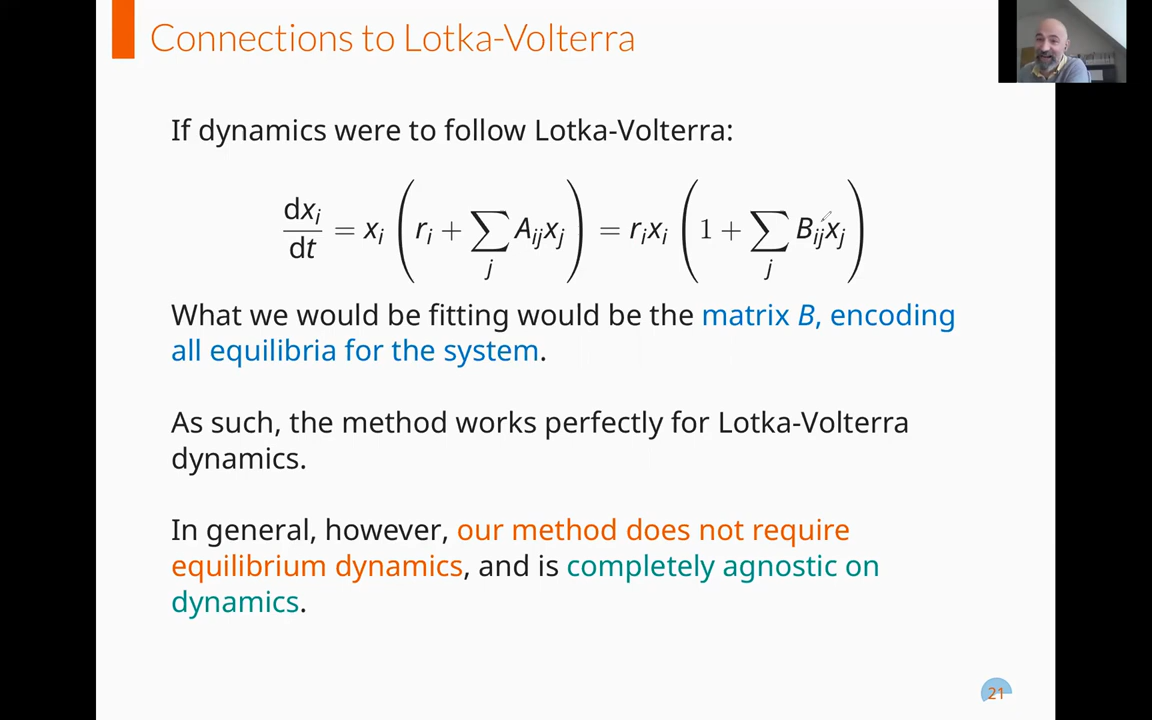 Connections to Lotka-Volterra
If dynamics were to follow Lotka-Volterra:
dx_i/dt = x_i (r_i + ∑_j A_ij x_j) = r_i x_i (1 + ∑_j B_ij x_j)
What we would be fitting would be the matrix B, encoding
all equilibria for the system.
As such, the method works perfectly for Lotka-Volterra
dynamics.
In general, however, our method does not require
equilibrium dynamics, and is completely agnostic on
dynamics.
21